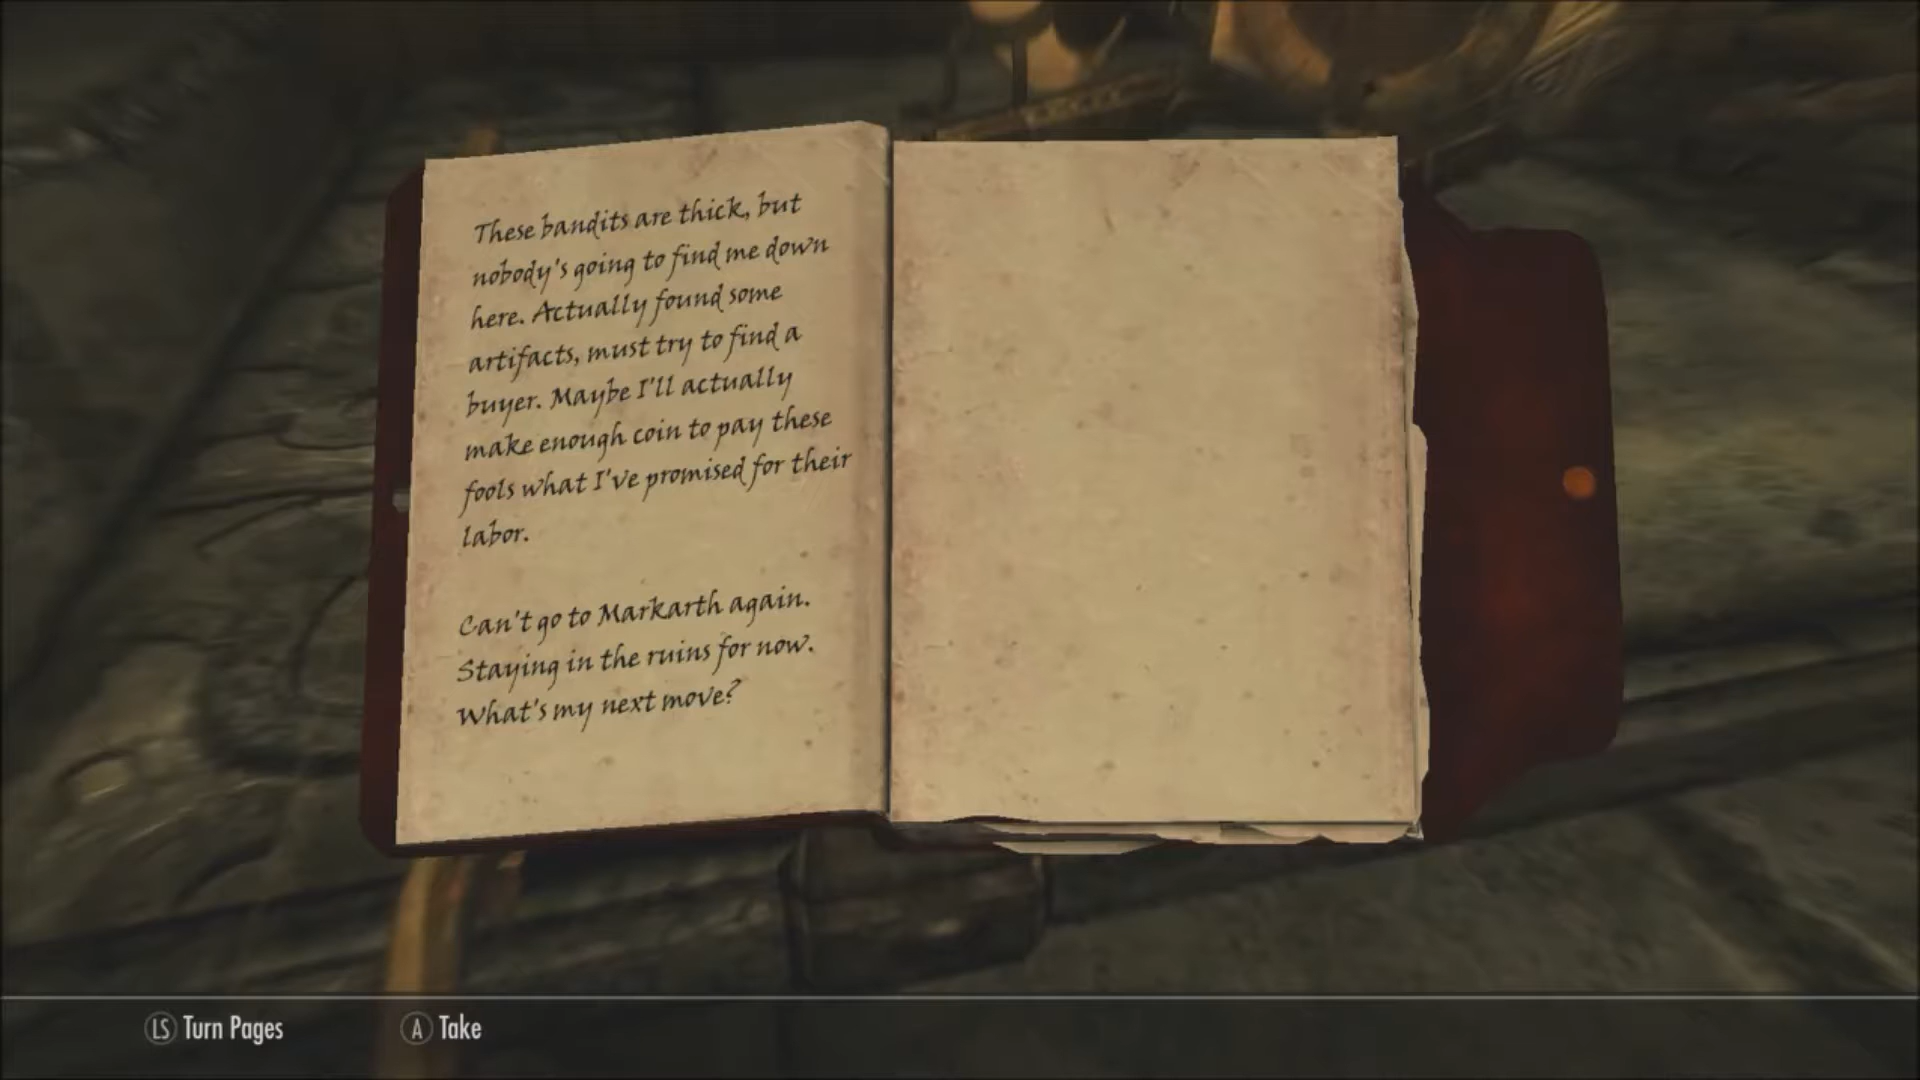 These bandits are thick, but
nobody's going to find me down
here. Actually found some
artifacts, must try to find a
buyer. Maybe I'll actually
make enough coin to pay these
fools what I've promised for their
labor.
Can't go to Markarth again.
Staying in the ruins for now.
What's my next move?
LS Turn Pages
A Take